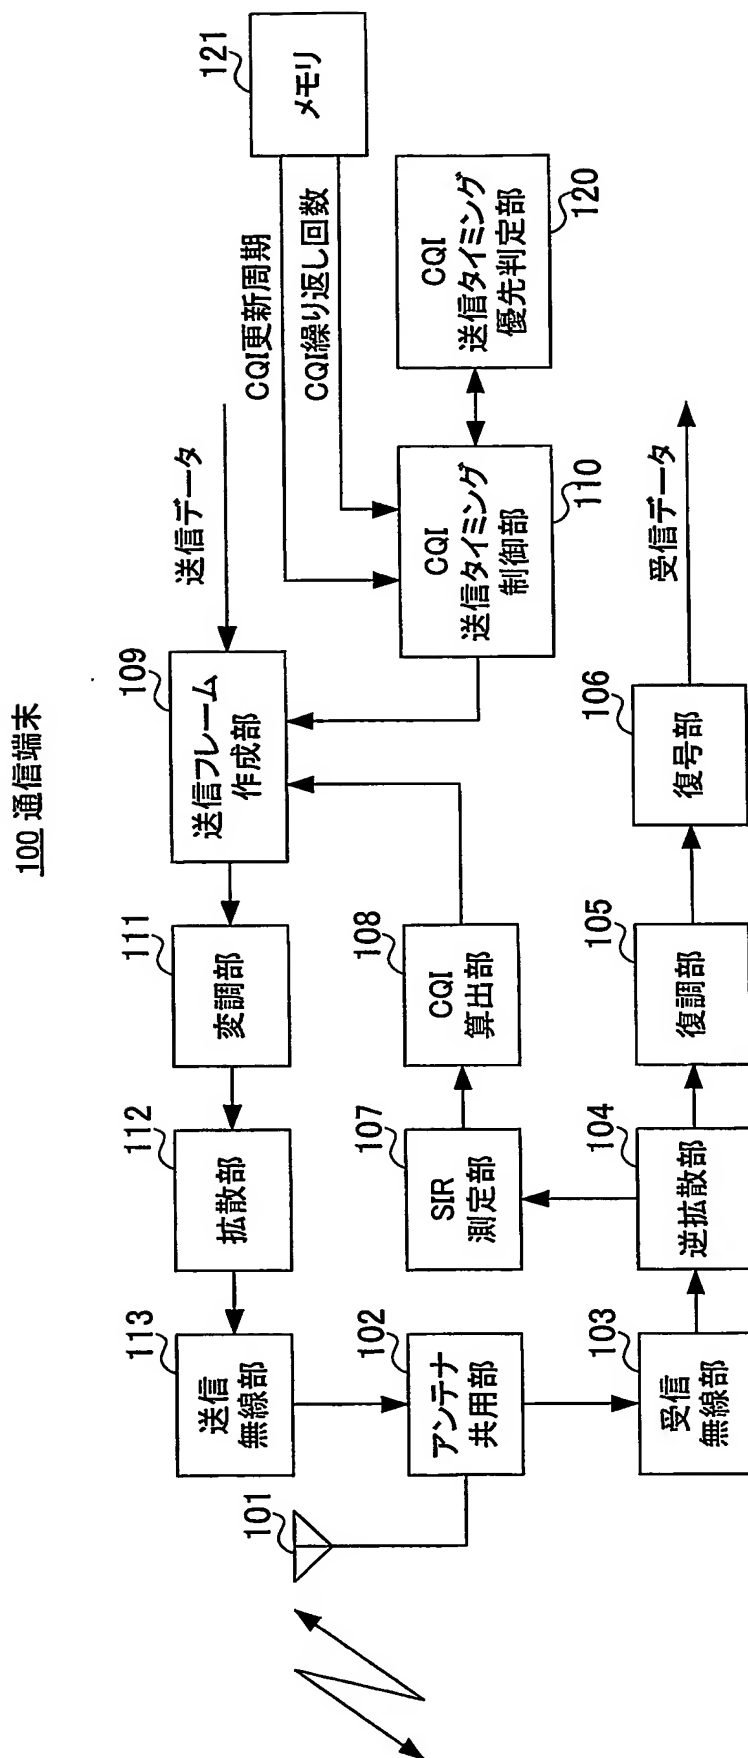 100 通信端末
101
113
送信
無線部
112
拡散部
111
変調部
109
送信フレーム
作成部
送信データ
CQI更新周期
CQI繰り返し回数
121
メモリ
102
アンテナ
共用部
107
SIR
測定部
108
CQI
算出部
CQI
送信タイミング
制御部
110
CQI
送信タイミング
優先判定部
120
103
受信
無線部
104
逆拡散部
105
復調部
106
復号部
受信データ